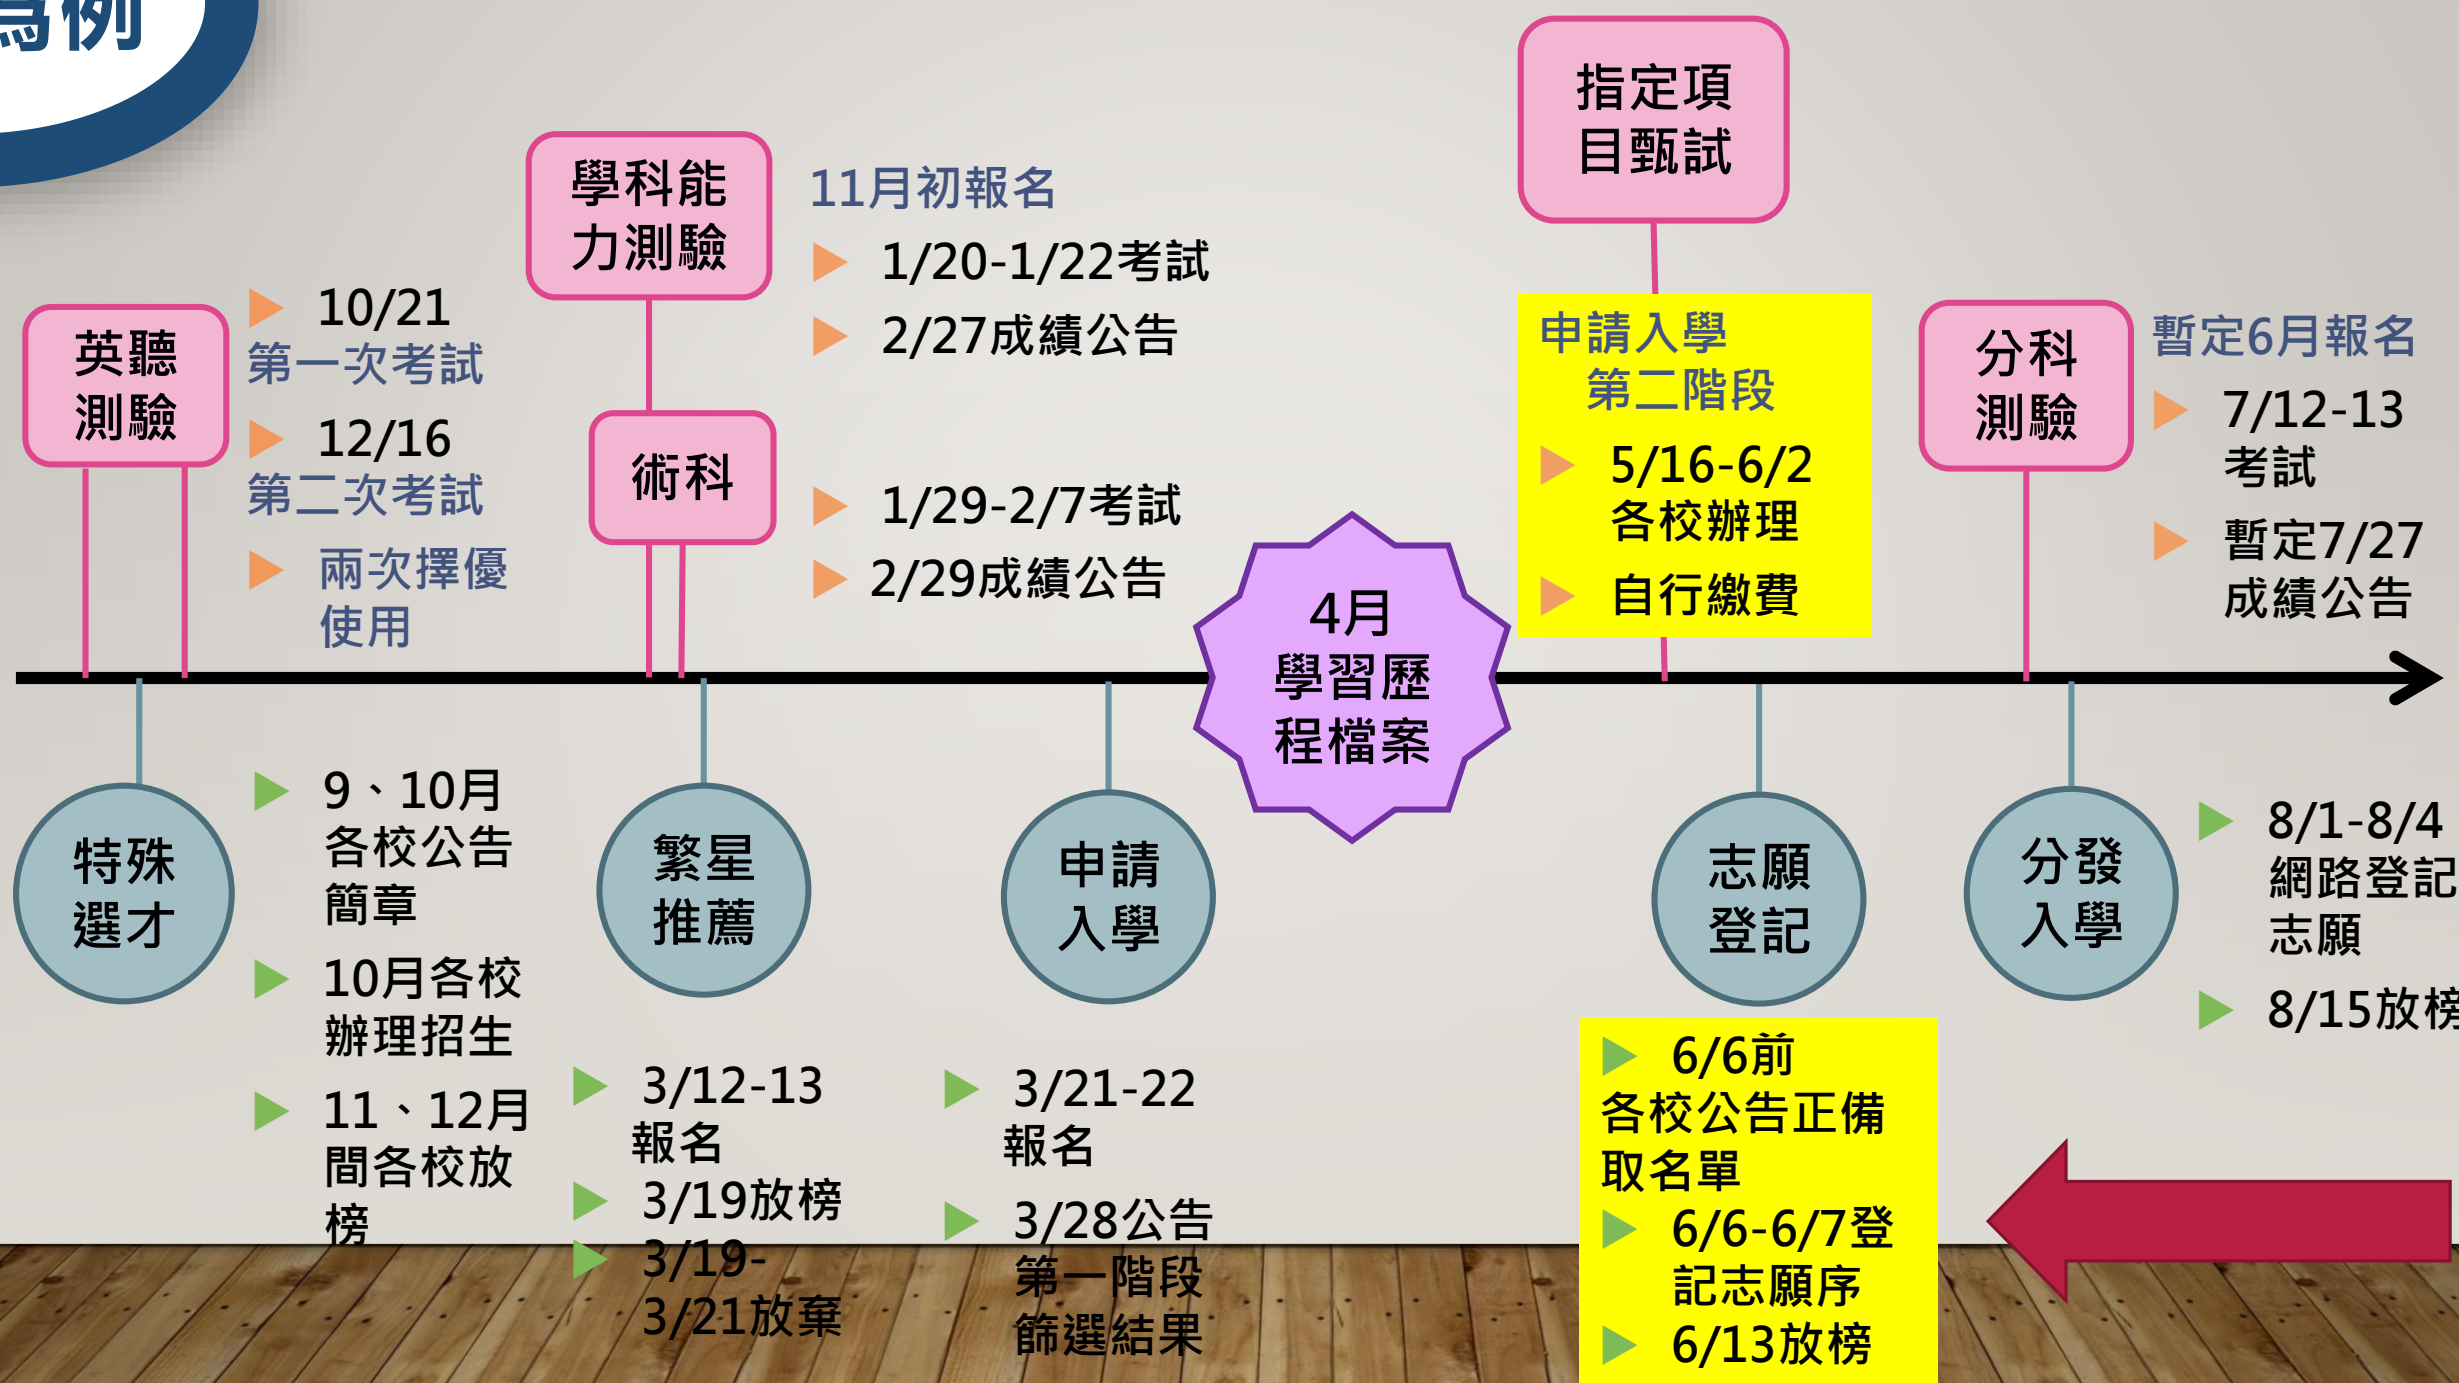 為例
英聽
測驗
10/21
第一次考試
12/16
第二次考試
兩次擇優
使用
學科能
力測驗
11月初報名
1/20-1/22考試
2/27成績公告
術科
1/29-2/7考試
2/29成績公告
4月
學習歷
程檔案
指定項
目甄試
申請入學
第二階段
5/16-6/2
各校辦理
自行繳費
分科
測驗
暫定6月報名
7/12-13
考試
暫定7/27
成績公告
特殊
選才
9、10月
各校公告
簡章
10月各校
辦理招生
11、12月
間各校放
榜
繁星
推薦
3/12-13
報名
3/19放榜
3/19-
3/21放棄
申請
入學
3/21-22
報名
3/28公告
第一階段
篩選結果
志願
登記
6/6前
各校公告正備
取名單
6/6-6/7登
記志願序
6/13放榜
分發
入學
8/1-8/4
網路登記
志願
8/15放榜